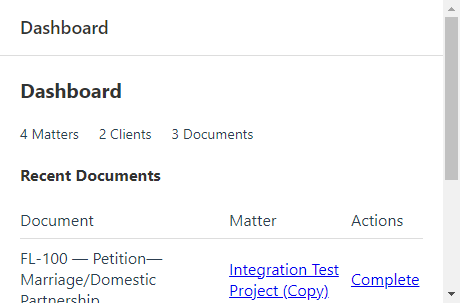 Dashboard
Dashboard
4 Matters 2 Clients 3 Documents
Recent Documents
Document Matter Actions
FL-100 — Petition—
Marriage/Domestic
Partnership
Integration Test
Project (Copy)
Complete